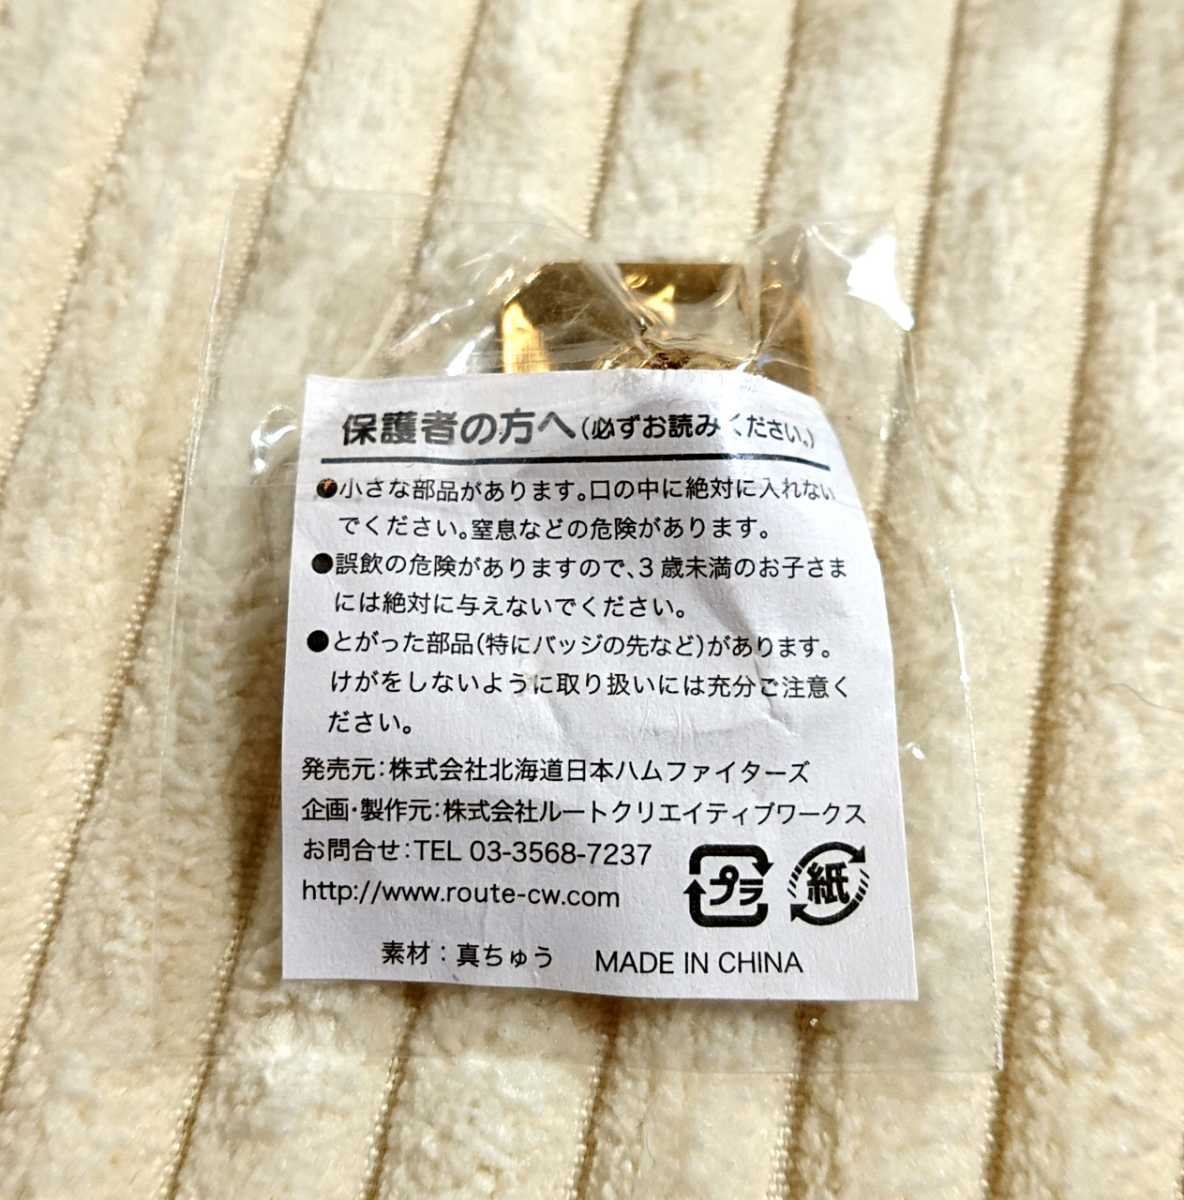 保護者の方へ(必ずお読みください。)
●小さな部品があります。口の中に絶対に入れない
でください。窒息などの危険があります。
●誤飲の危険がありますので、3歳未満のお子さま
には絶対に与えないでください。
●とがった部品(特にバッジの先など)があります。
けがをしないように取り扱いには充分ご注意く
ださい。
発売元:株式会社北海道日本ハムファイターズ
企画・製作元:株式会社ルートクリエイティブワークス
お問合せ:TEL 03-3568-7237
http://www.route-cw.com
プラ 紙
素材:真ちゅう MADE IN CHINA